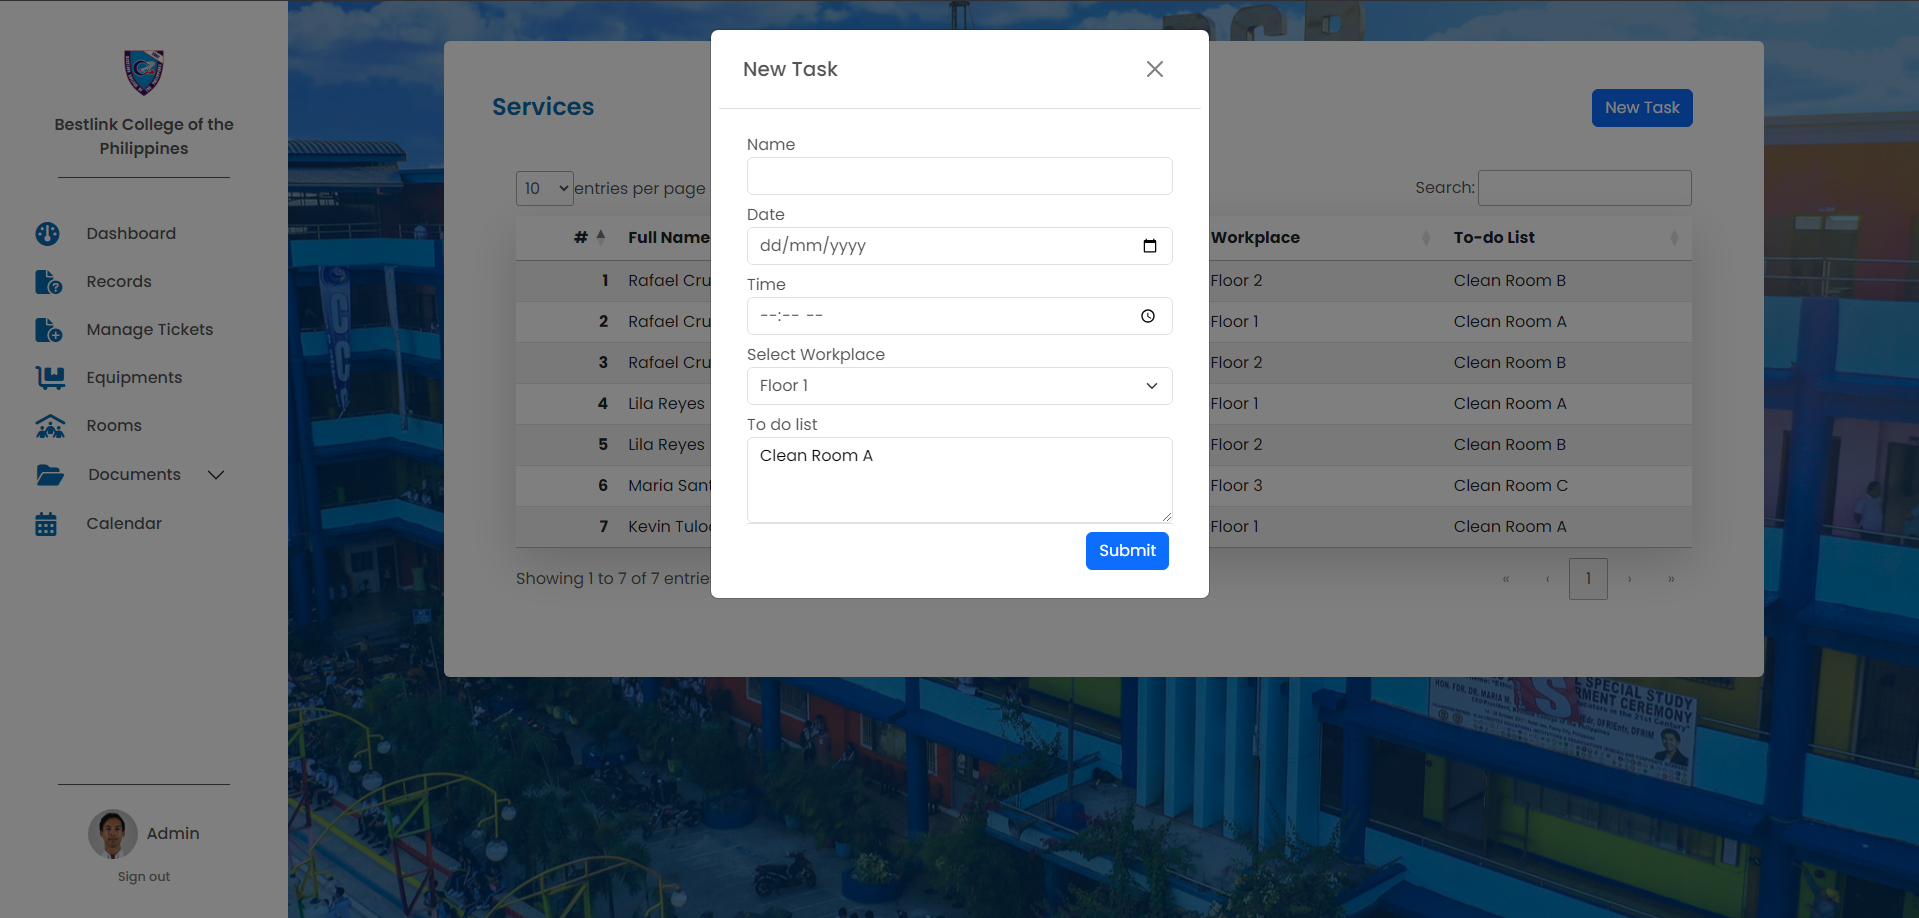 Bestlink College of the
Philippines
Dashboard
Records
Manage Tickets
Equipments
Rooms
Documents
Calendar
Admin
Sign out
Services
New Task
10
entries per page
Search:
#
Full Name
Workplace
To-do List
1 Rafael Cru Floor 2 Clean Room B
2 Rafael Cru Floor 1 Clean Room A
3 Rafael Cru Floor 2 Clean Room B
4 Lila Reyes Floor 1 Clean Room A
5 Lila Reyes Floor 2 Clean Room B
6 Maria Sant Floor 3 Clean Room C
7 Kevin Tulo Floor 1 Clean Room A
Showing 1 to 7 of 7 entrie
« ‹ 1 › »
New Task
Name
Date
dd/mm/yyyy
Time
--:-- --
Select Workplace
Floor 1
To do list
Clean Room A
Submit
SPECIAL STUDY